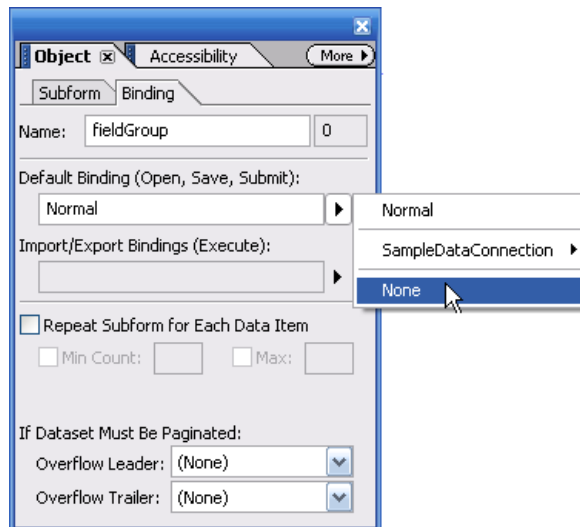 Object Accessibility More
Subform Binding
Name: fieldGroup 0
Default Binding (Open, Save, Submit):
Normal
Normal
SampleDataConnection
None
Import/Export Bindings (Execute):
Repeat Subform for Each Data Item
Min Count: Max:
If Dataset Must Be Paginated:
Overflow Leader: (None)
Overflow Trailer: (None)